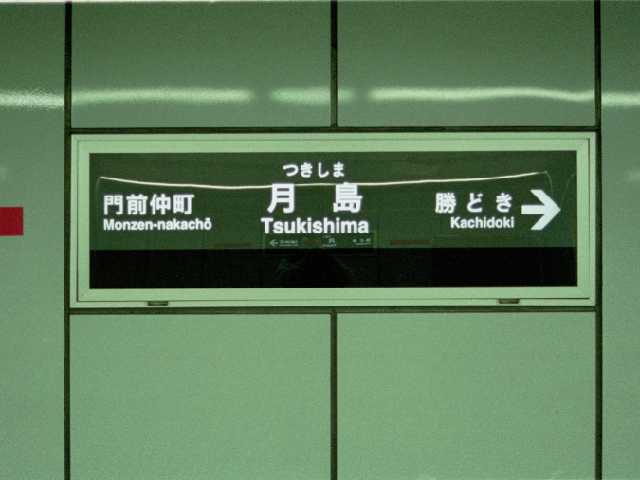 つきしま
門前仲町 月島 勝どき →
Monzen-nakachō Tsukishima Kachidoki